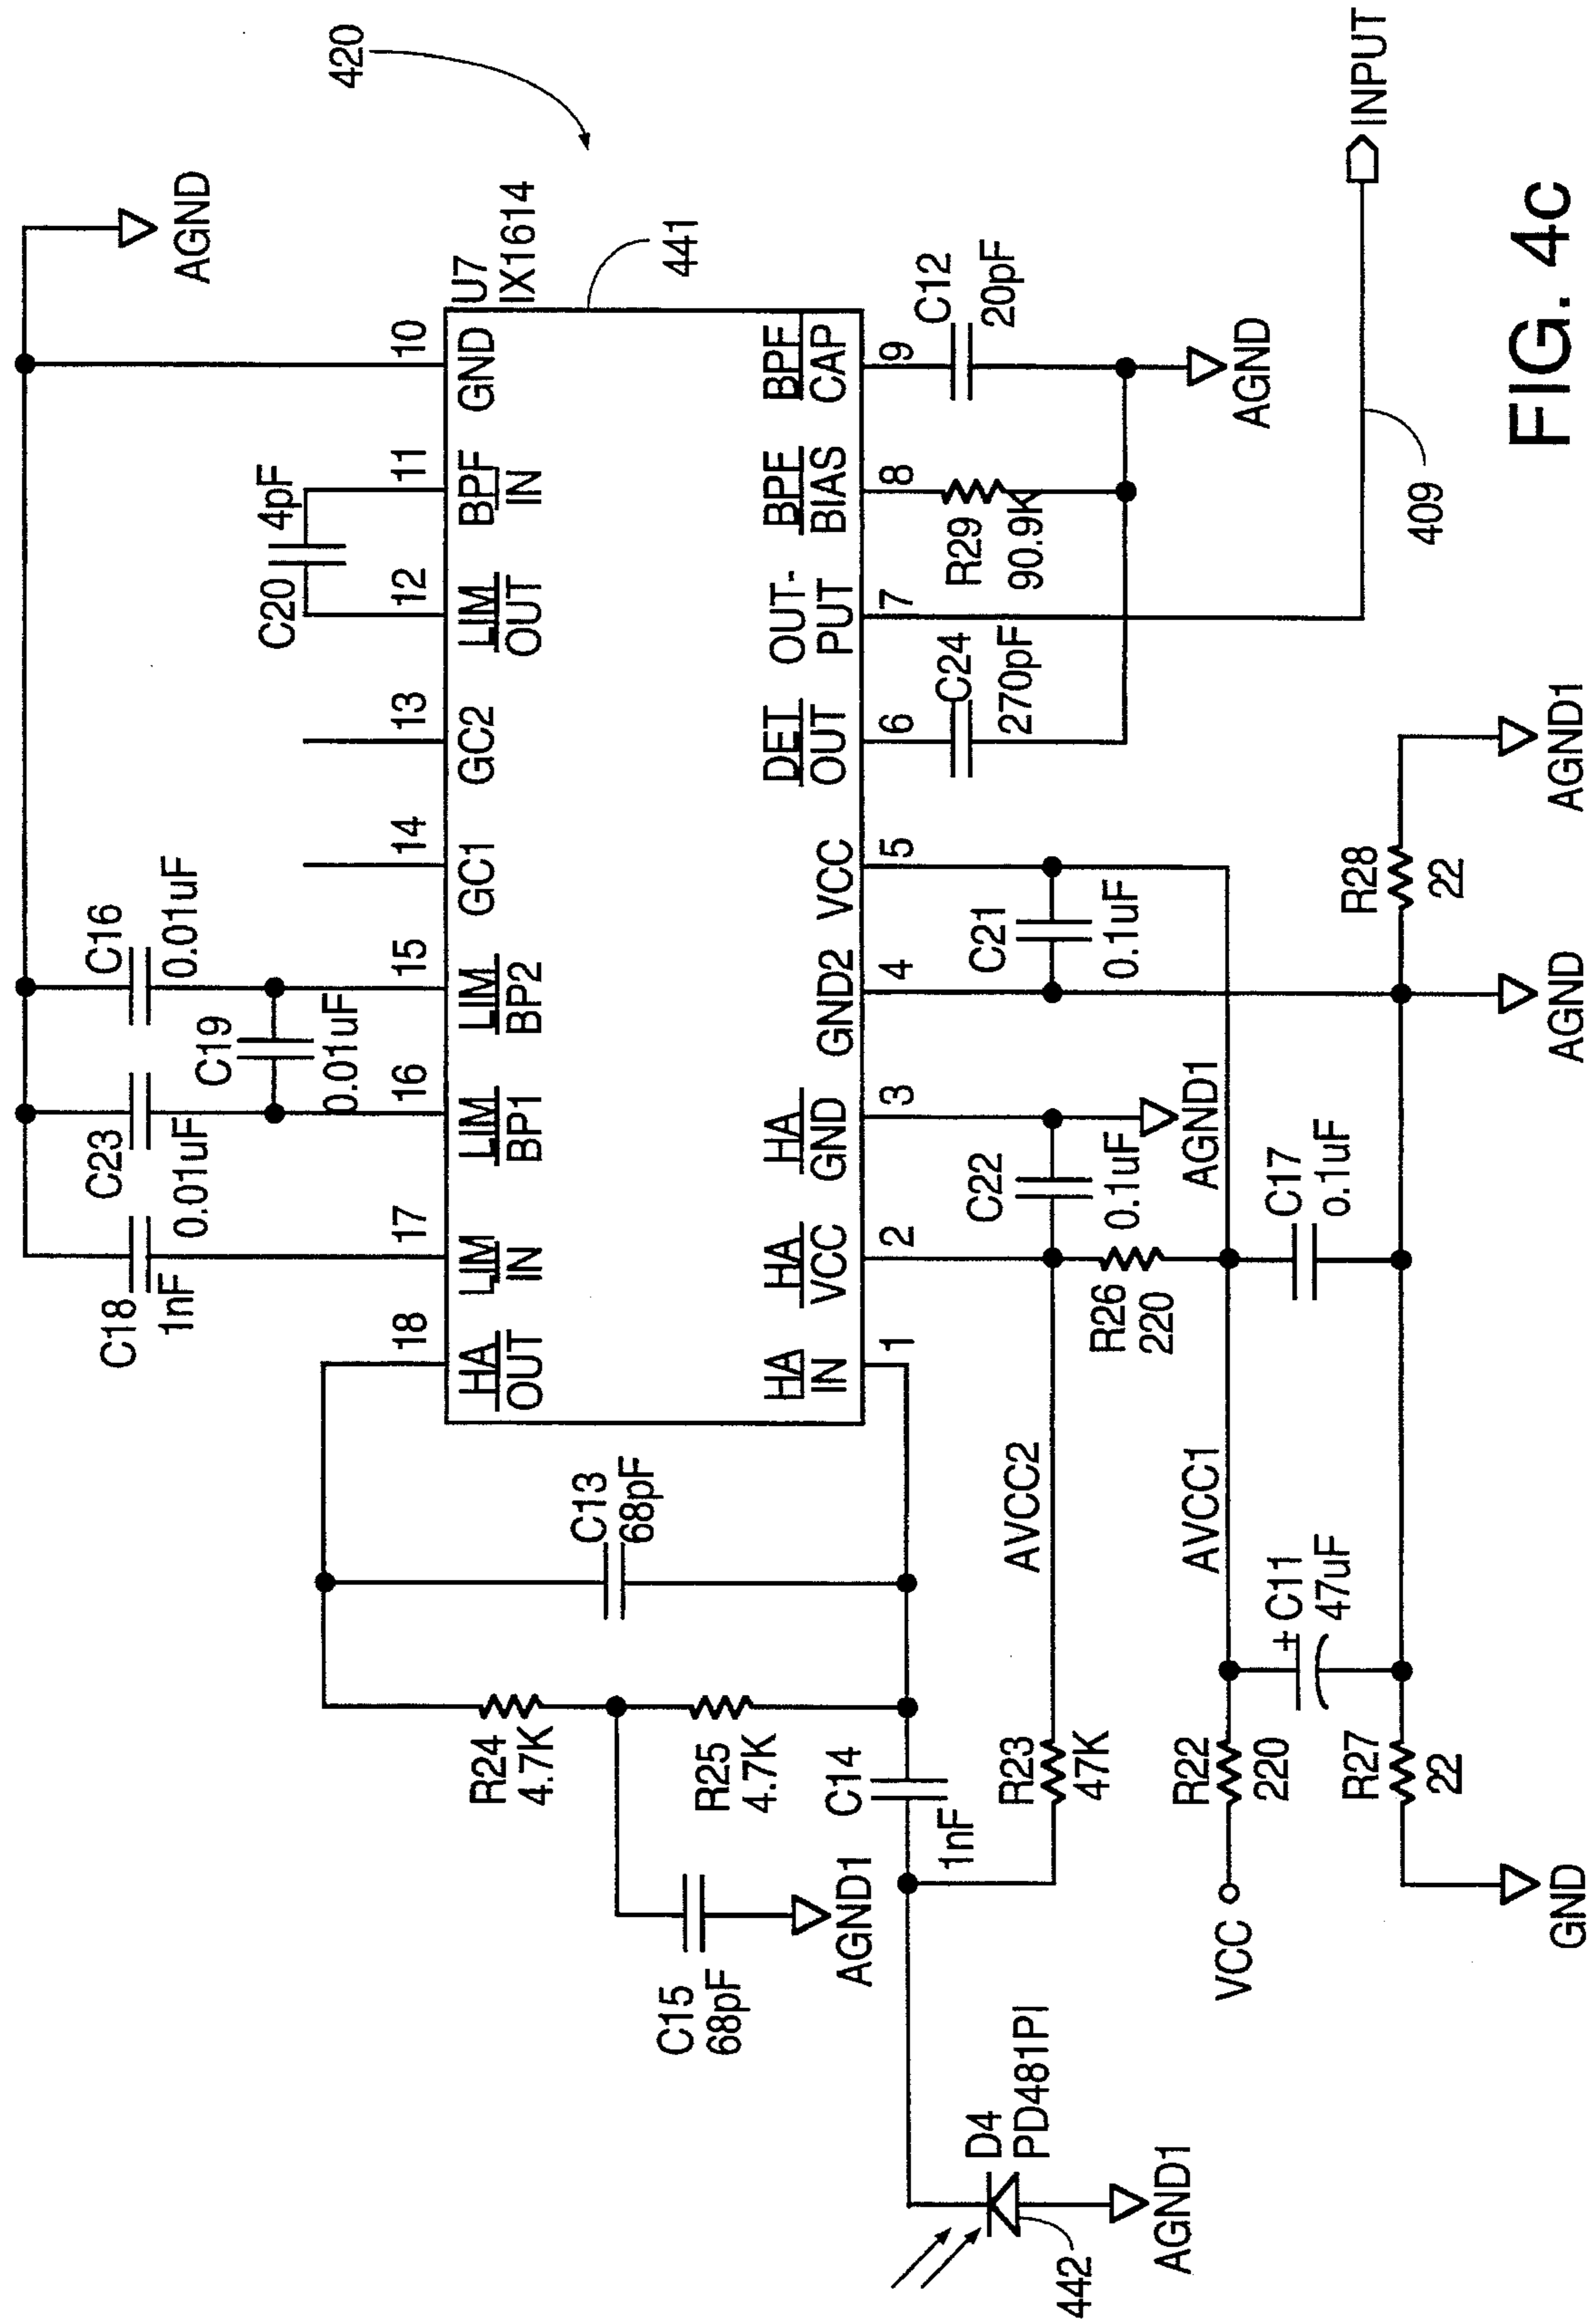 420
AGND
U7
IX1614
441
10
GND
11
BPF
IN
C20
4pF
12
LIM
OUT
13
GC2
14
GC1
C16
0.01uF
15
LIM
BP2
C19
0.01uF
16
LIM
BP1
C23
0.01uF
17
LIM
IN
C18
1nF
18
HA
OUT
BPF
CAP
9
C12
20pF
BPF
BIAS
8
R29
90.9K
AGND
OUT-
PUT
7
INPUT
409
DET
OUT
6
C24
270pF
VCC
5
C21
0.1uF
GND2
4
HA
GND
3
AGND1
C22
0.1uF
HA
VCC
2
R26
220
HA
IN
1
C13
68pF
R24
4.7K
R25
4.7K
C15
68pF
AGND1
C14
1nF
AVCC2
R23
47K
AVCC1
C17
0.1uF
R28
22
AGND1
AGND
+
C11
47uF
R22
220
VCC
R27
22
GND
D4
PD481PI
442
AGND1
FIG. 4c